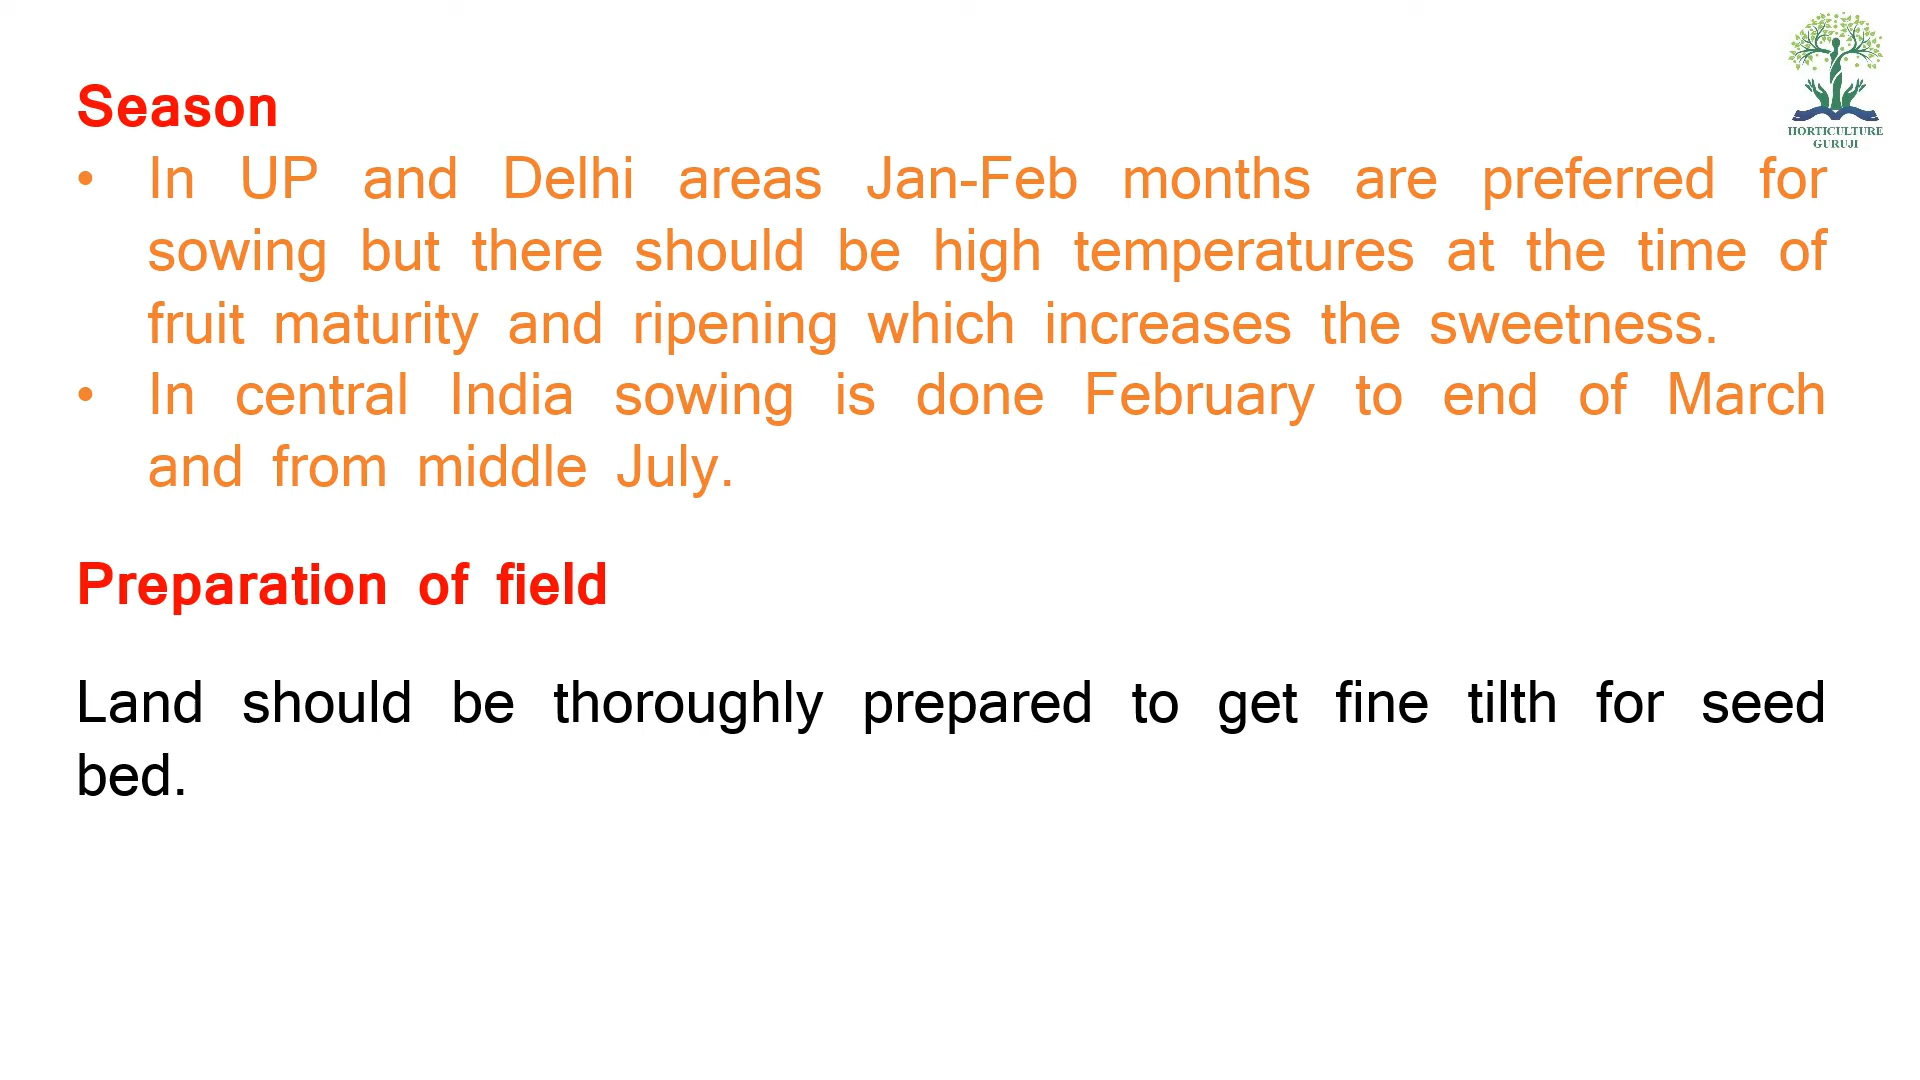 HORTICULTURE
GURUJI
Season
• In UP and Delhi areas Jan-Feb months are preferred for
sowing but there should be high temperatures at the time of
fruit maturity and ripening which increases the sweetness.
• In central India sowing is done February to end of March
and from middle July.
Preparation of field
Land should be thoroughly prepared to get fine tilth for seed
bed.